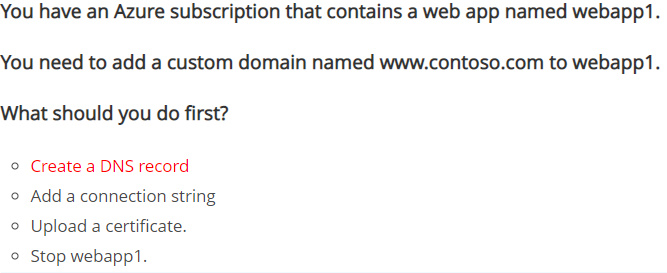 You have an Azure subscription that contains a web app named webapp1.
You need to add a custom domain named www.contoso.com to webapp1.
What should you do first?
Create a DNS record
Add a connection string
Upload a certificate.
Stop webapp1.